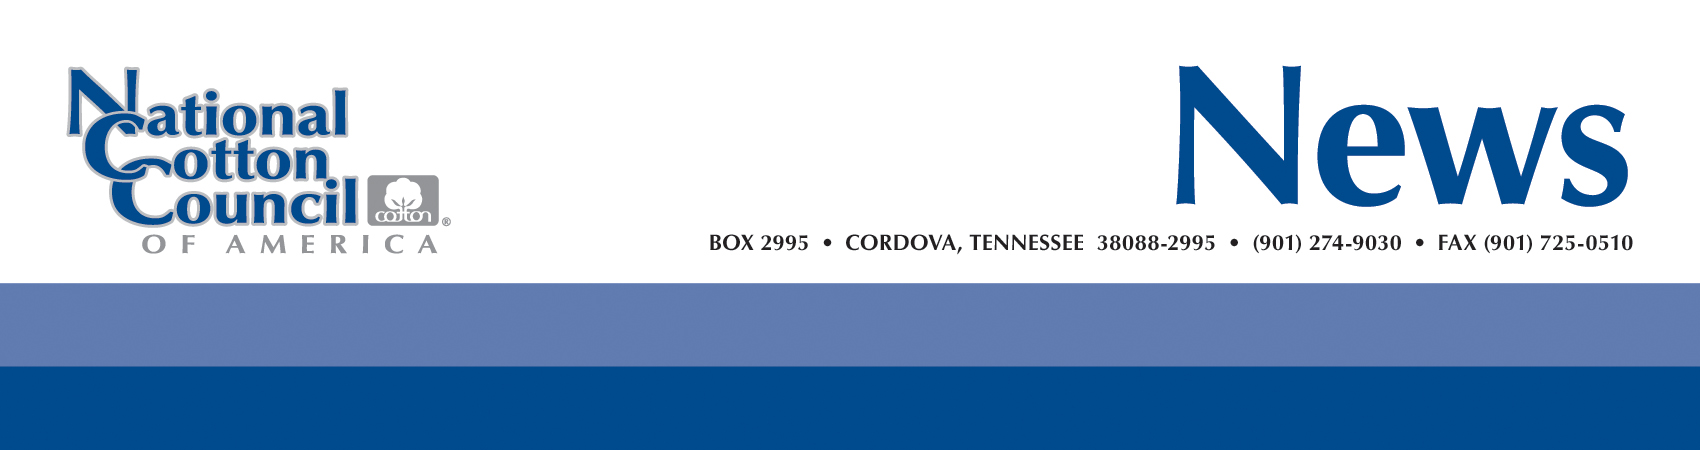 National
Cotton
Council
cotton ®
OF AMERICA
News
BOX 2995 • CORDOVA, TENNESSEE 38088-2995 • (901) 274-9030 • FAX (901) 725-0510